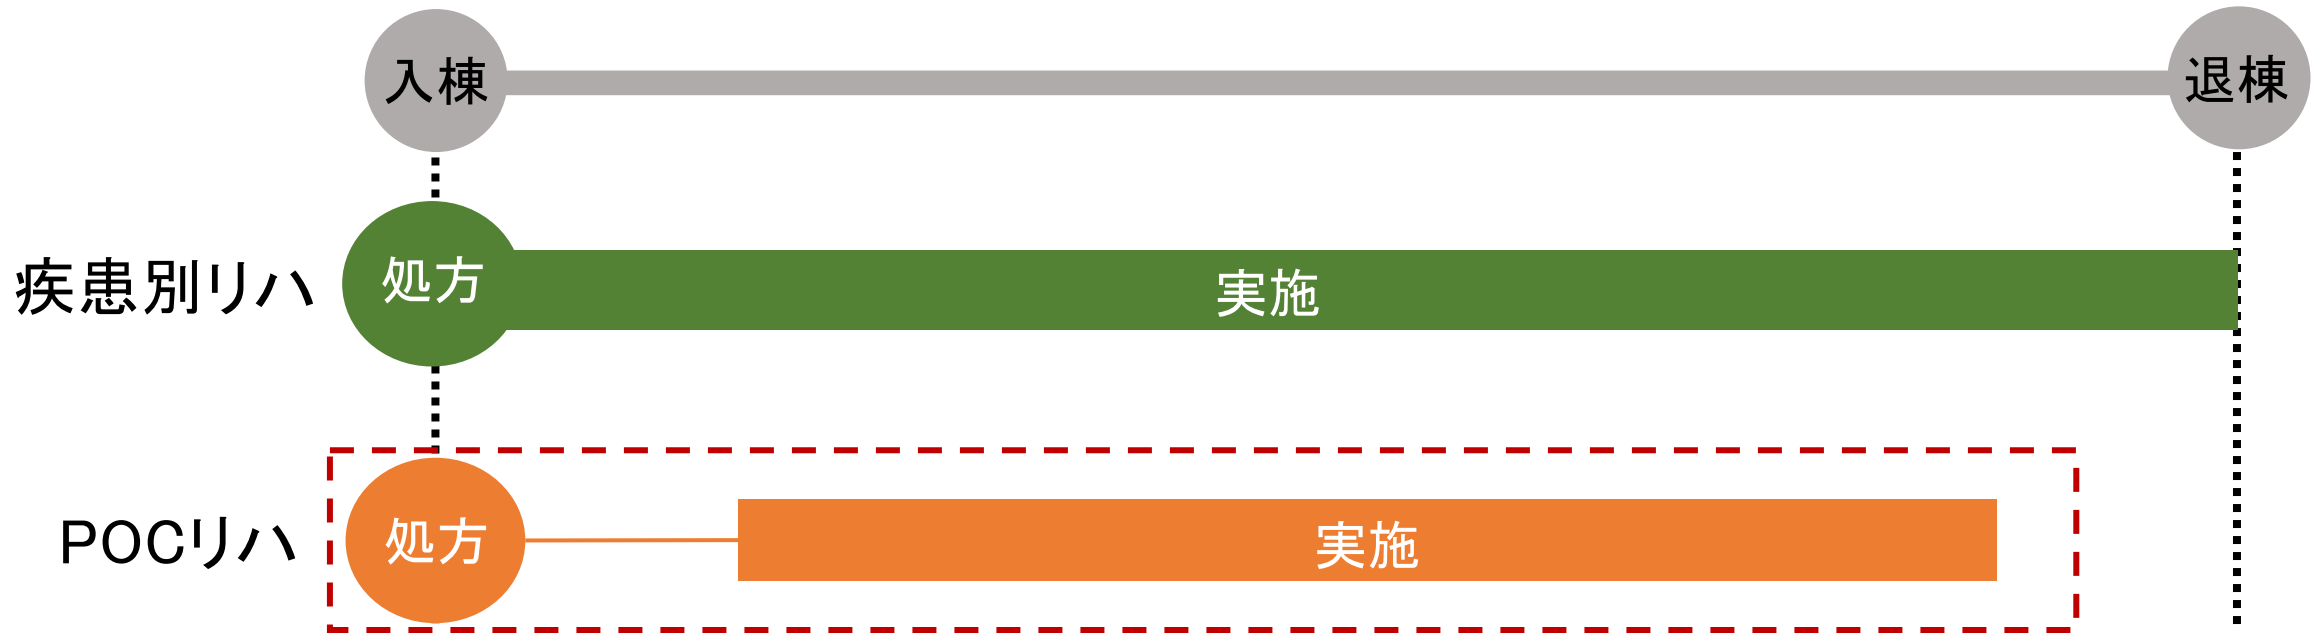 入棟
退棟
疾患別リハ
処方
実施
POCリハ
処方
実施